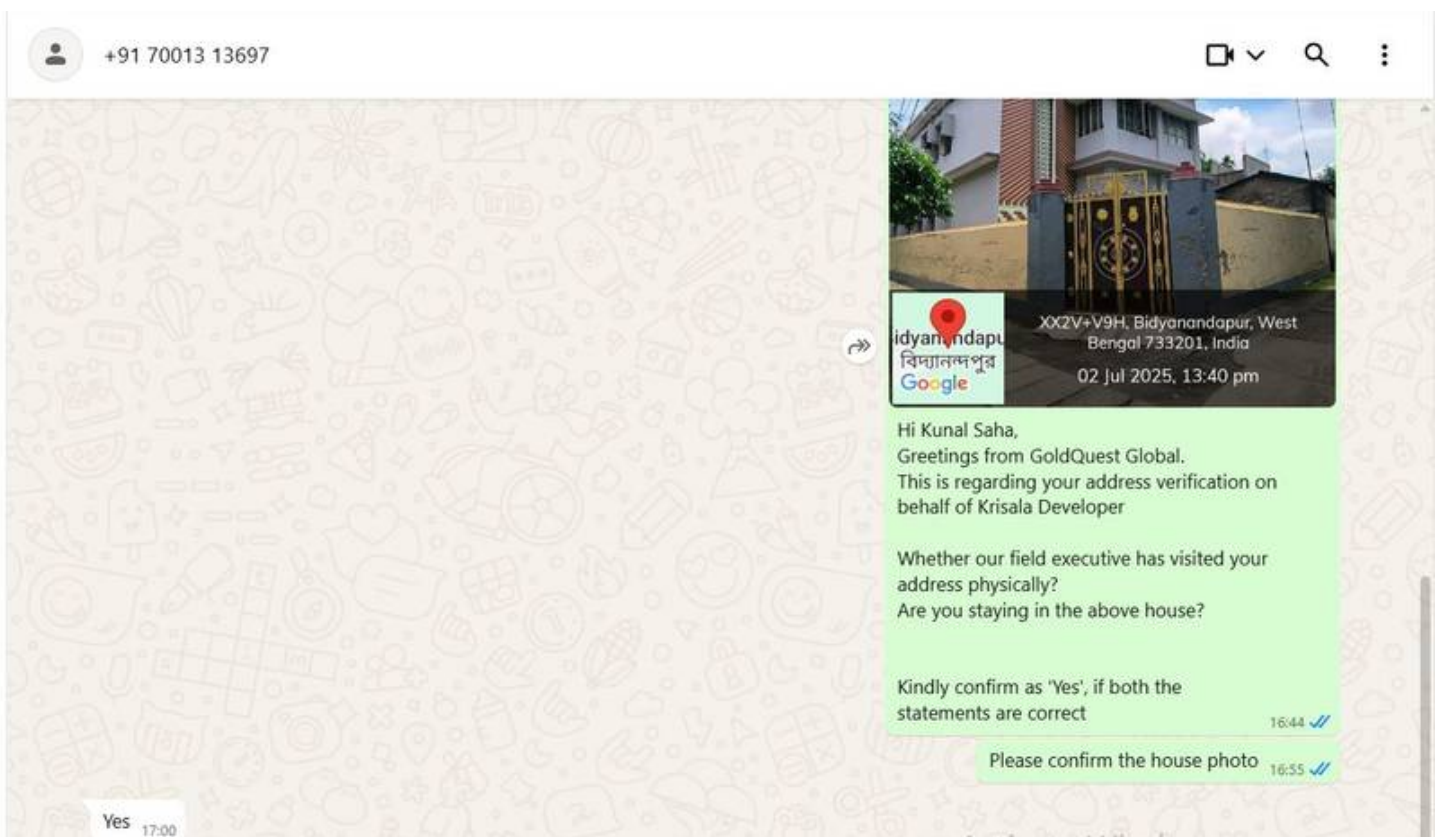 +91 70013 13697
idyanandapu
বিদ্যানন্দপুর
Google
XX2V+V9H, Bidyanandapur, West
Bengal 733201, India
02 Jul 2025, 13:40 pm
Hi Kunal Saha,
Greetings from GoldQuest Global.
This is regarding your address verification on
behalf of Krisala Developer
Whether our field executive has visited your
address physically?
Are you staying in the above house?
Kindly confirm as 'Yes', if both the
statements are correct
16:44
Please confirm the house photo 16:55
Yes 17:00